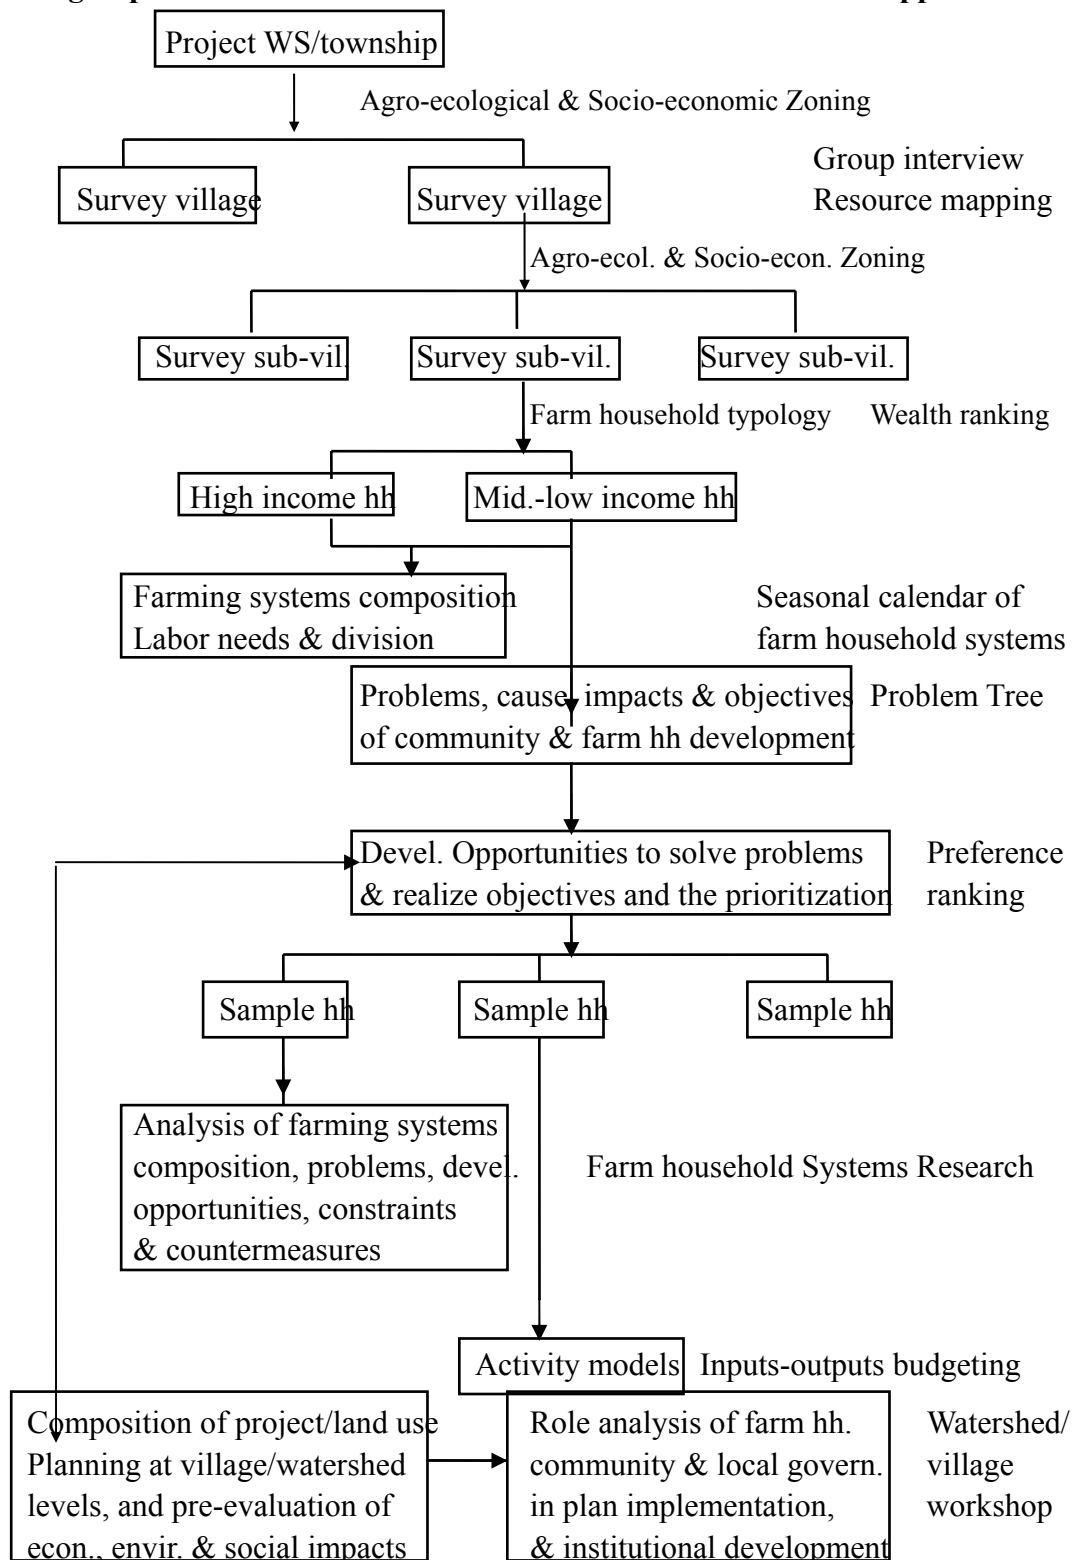 Project WS/township
Agro-ecological & Socio-economic Zoning
Group interview
Survey village
Survey village
Resource mapping
Agro-ecol. & Socio-econ. Zoning
Survey sub-vil.
Survey sub-vil.
Survey sub-vil.
Farm household typology
Wealth ranking
High income hh
Mid.-low income hh
Farming systems composition
Labor needs & division
Seasonal calendar of
farm household systems
Problems, cause, impacts & objectives
of community & farm hh development
Problem Tree
Devel. Opportunities to solve problems
& realize objectives and the prioritization
Preference
ranking
Sample hh
Sample hh
Sample hh
Analysis of farming systems
composition, problems, devel.
opportunities, constraints
& countermeasures
Farm household Systems Research
Activity models
Inputs-outputs budgeting
Composition of project/land use
Planning at village/watershed
levels, and pre-evaluation of
econ., envir. & social impacts
Role analysis of farm hh.
community & local govern.
in plan implementation,
& institutional development
Watershed/
village
workshop